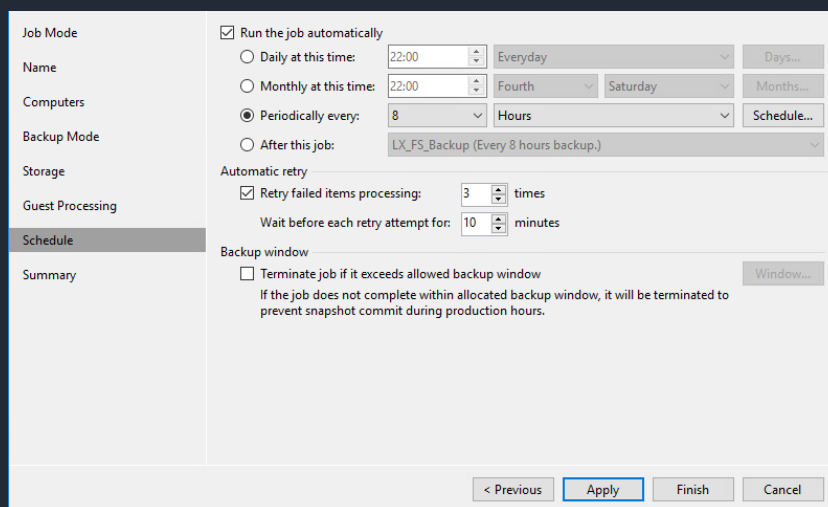 Job Mode
Name
Computers
Backup Mode
Storage
Guest Processing
Schedule
Summary
Run the job automatically
Daily at this time: 22:00 Everyday Days...
Monthly at this time: 22:00 Fourth Saturday Months...
Periodically every: 8 Hours Schedule...
After this job: LX_FS_Backup (Every 8 hours backup.)
Automatic retry
Retry failed items processing: 3 times
Wait before each retry attempt for: 10 minutes
Backup window
Terminate job if it exceeds allowed backup window Window...
If the job does not complete within allocated backup window, it will be terminated to
prevent snapshot commit during production hours.
< Previous Apply Finish Cancel